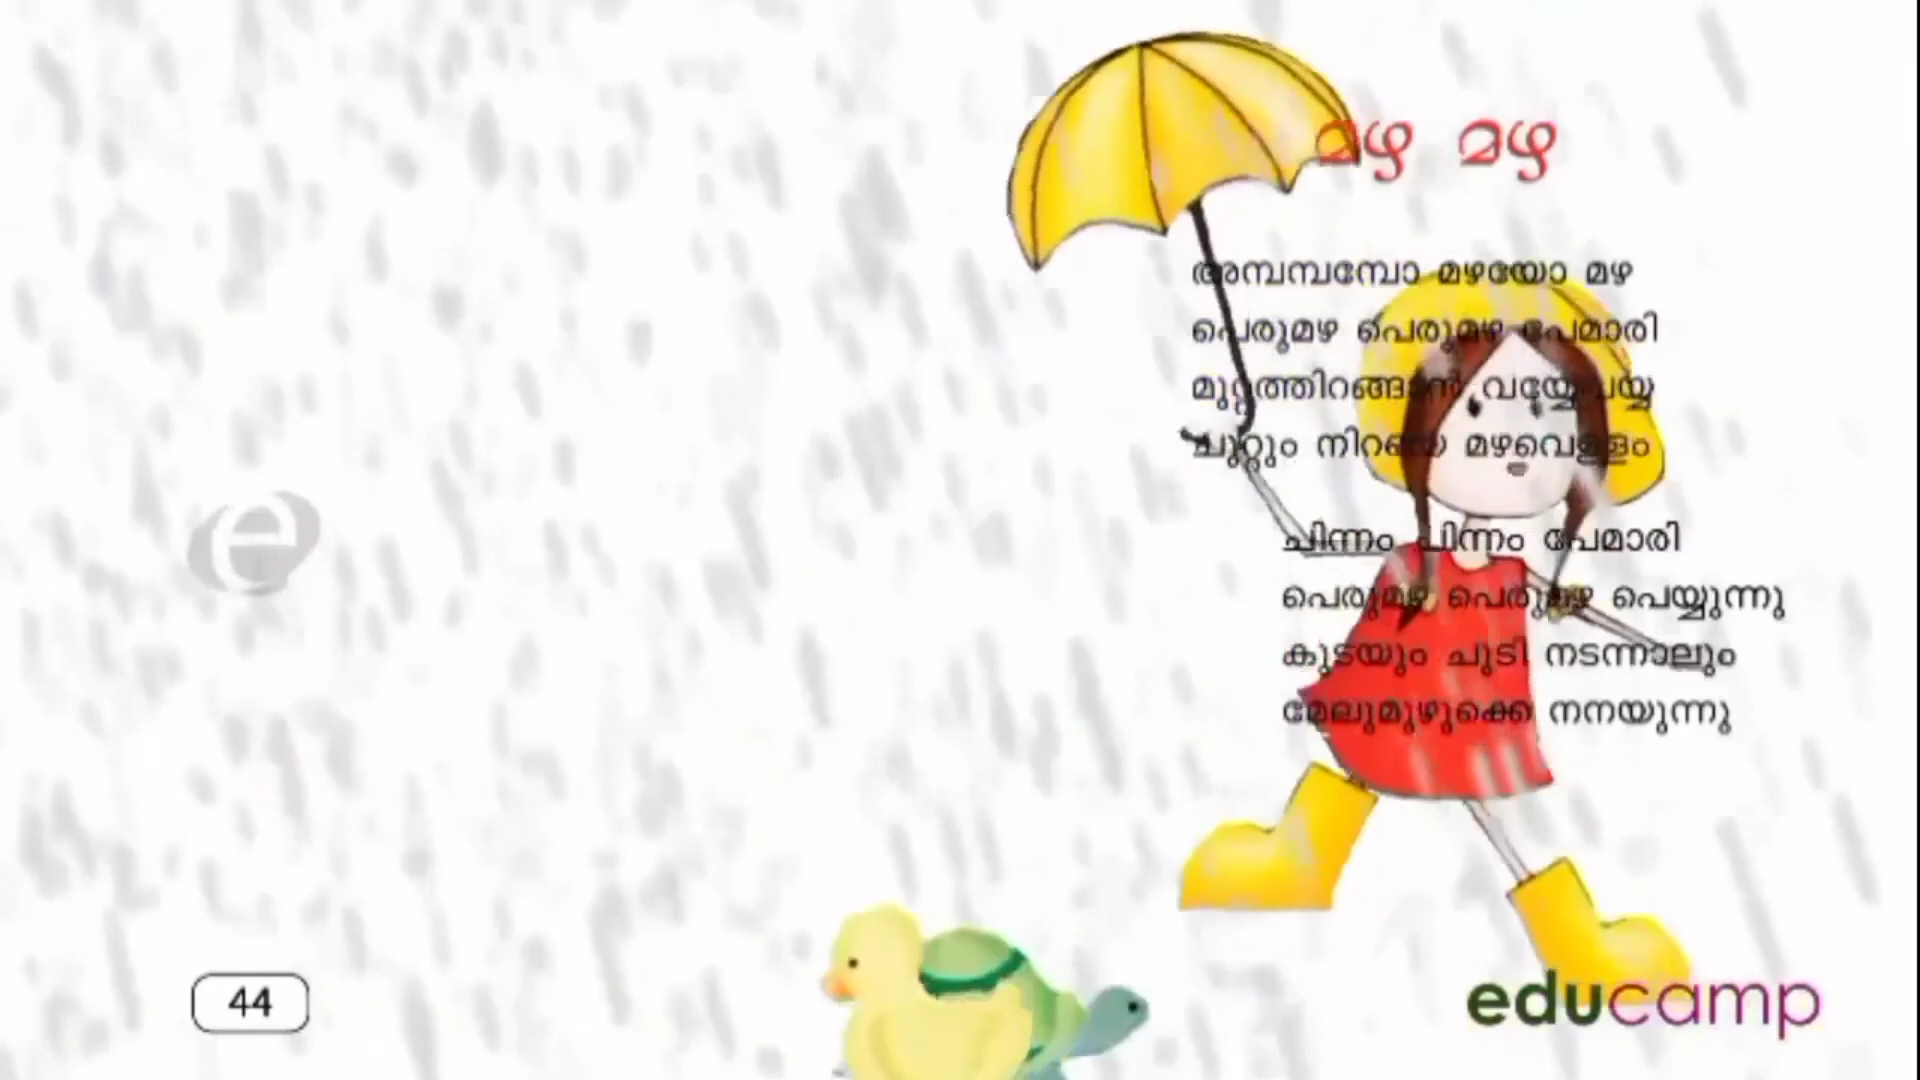 മഴ മഴ
അമ്പമ്പമ്പോ മഴയോ മഴ
പെരുമഴ പെരുമഴ പേമാരി
മുറ്റത്തിറങ്ങാൻ വയ്യേവയ്യ
ചുറ്റും നിറഞ്ഞ മഴവെള്ളം
ചിന്നം പിന്നം പേമാരി
പെരുമഴ പെരുമഴ പെയ്യുന്നു
കുടയും ചൂടി നടന്നാലും
മേലുമുഴുക്കെ നനയുന്നു
e
44
educamp